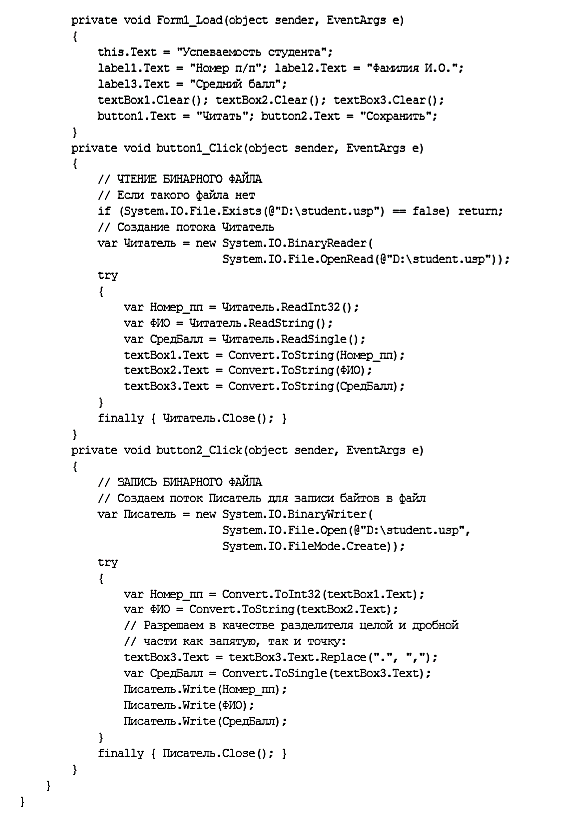 private void Form1_Load(object sender, EventArgs e)
{
this.Text = "Успеваемость студента";
label1.Text = "Номер п/п"; label2.Text = "Фамилия И.О.";
label3.Text = "Средний балл";
textBox1.Clear(); textBox2.Clear(); textBox3.Clear();
button1.Text = "Читать"; button2.Text = "Сохранить";
}
private void button1_Click(object sender, EventArgs e)
{
// ЧТЕНИЕ БИНАРНОГО ФАЙЛА
// Если такого файла нет
if (System.IO.File.Exists(@"D:\student.usp") == false) return;
// Создание потока Читатель
var Читатель = new System.IO.BinaryReader(
System.IO.File.OpenRead(@"D:\student.usp"));
try
{
var Номер_пп = Читатель.ReadInt32();
var ФИО = Читатель.ReadString();
var СредБалл = Читатель.ReadSingle();
textBox1.Text = Convert.ToString(Номер_пп);
textBox2.Text = Convert.ToString(ФИО);
textBox3.Text = Convert.ToString(СредБалл);
}
finally { Читатель.Close(); }
}
private void button2_Click(object sender, EventArgs e)
{
// ЗАПИСЬ БИНАРНОГО ФАЙЛА
// Создаем поток Писатель для записи байтов в файл
var Писатель = new System.IO.BinaryWriter(
System.IO.File.Open(@"D:\student.usp",
System.IO.FileMode.Create));
try
{
var Номер_пп = Convert.ToInt32(textBox1.Text);
var ФИО = Convert.ToString(textBox2.Text);
// Разрешаем в качестве разделителя целой и дробной
// части как запятую, так и точку:
textBox3.Text = textBox3.Text.Replace(".", ",");
var СредБалл = Convert.ToSingle(textBox3.Text);
Писатель.Write(Номер_пп);
Писатель.Write(ФИО);
Писатель.Write(СредБалл);
}
finally { Писатель.Close(); }
}
}
}